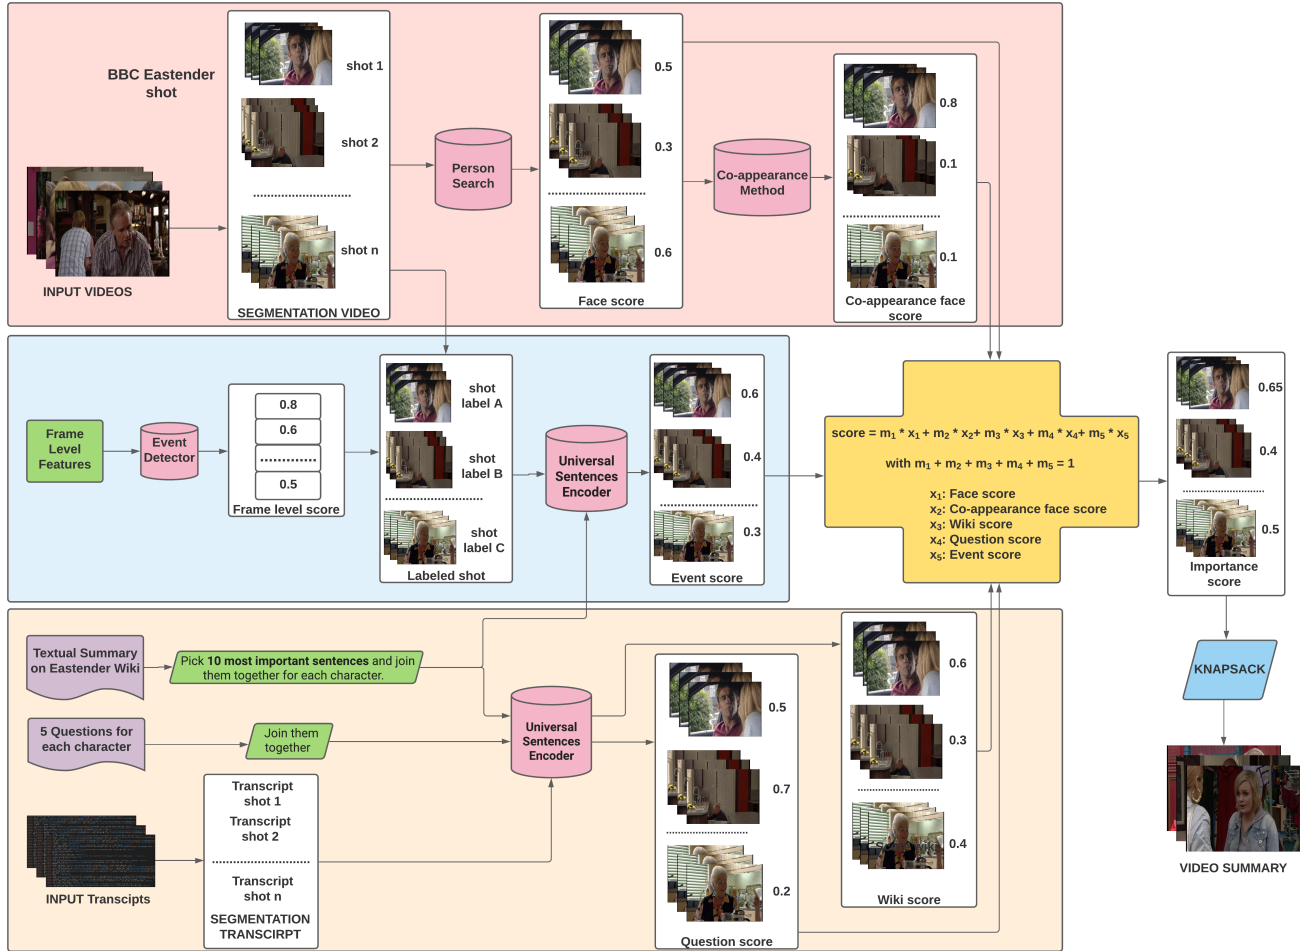 BBC Eastender
shot
INPUT VIDEOS
shot 1
shot 2
shot n
SEGMENTATION VIDEO
Person
Search
0.5
0.3
0.6
Face score
Co-appearance
Method
0.8
0.1
0.1
Co-appearance face
score
Frame
Level
Features
Event
Detector
0.8
0.6
0.5
Frame level score
shot
label A
shot
label B
shot
label C
Labeled shot
Universal
Sentences
Encoder
0.6
0.4
0.3
Event score
score = m₁ * x₁ + m₂ * x₂+ m₃ * x₃ + m₄ * x₄+ m₅ * x₅
with m₁ + m₂ + m₃ + m₄ + m₅ = 1
x₁: Face score
x₂: Co-appearance face score
x₃: Wiki score
x₄: Question score
x₅: Event score
0.65
0.4
0.5
Importance
score
KNAPSACK
VIDEO SUMMARY
Textual Summary
on Eastender Wiki
Pick 10 most important sentences and join
them together for each character.
5 Questions for
each character
Join them
together
INPUT Transcipts
Transcript
shot 1
Transcript
shot 2
Transcript
shot n
SEGMENTATION
TRANSCIRPT
Universal
Sentences
Encoder
0.5
0.7
0.2
Question score
0.6
0.3
0.4
Wiki score